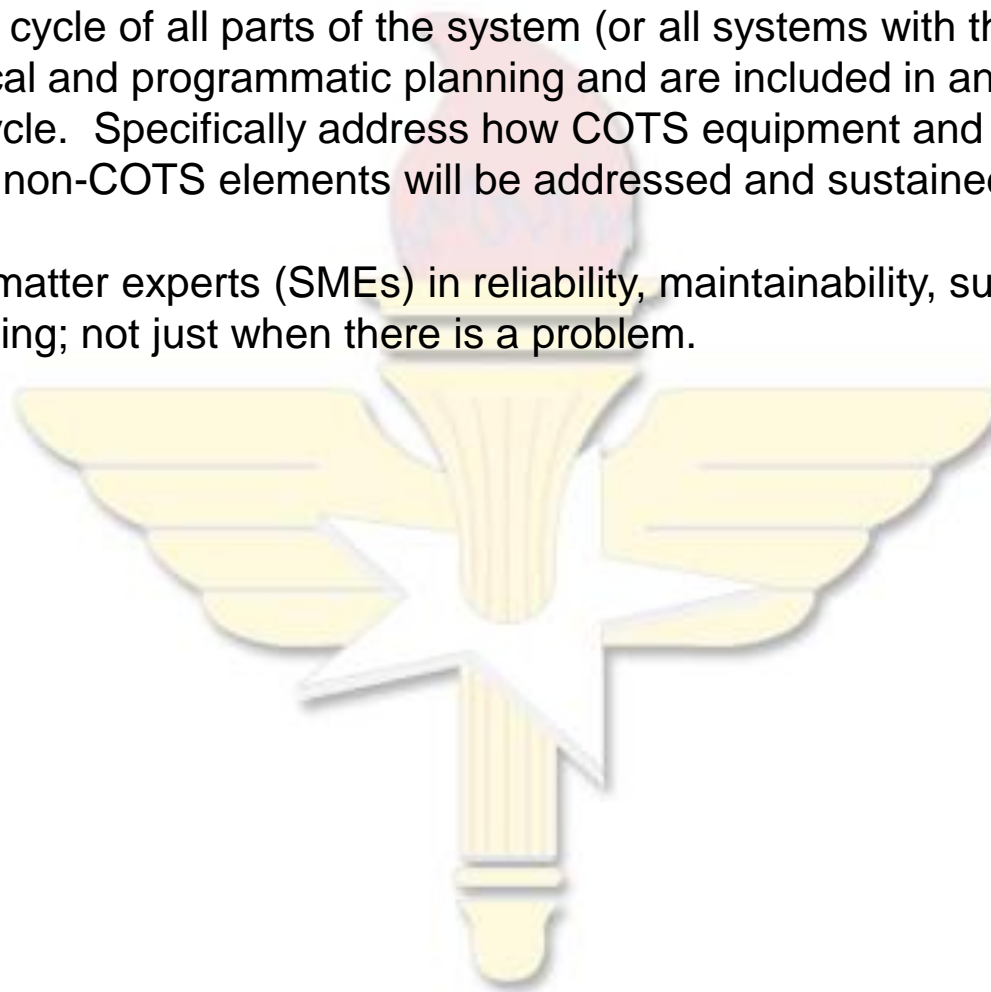 cycle of all parts of the system (or all systems with th
cal and programmatic planning and are included in an
ycle. Specifically address how COTS equipment and
non-COTS elements will be addressed and sustained
matter experts (SMEs) in reliability, maintainability, su
ing; not just when there is a problem.